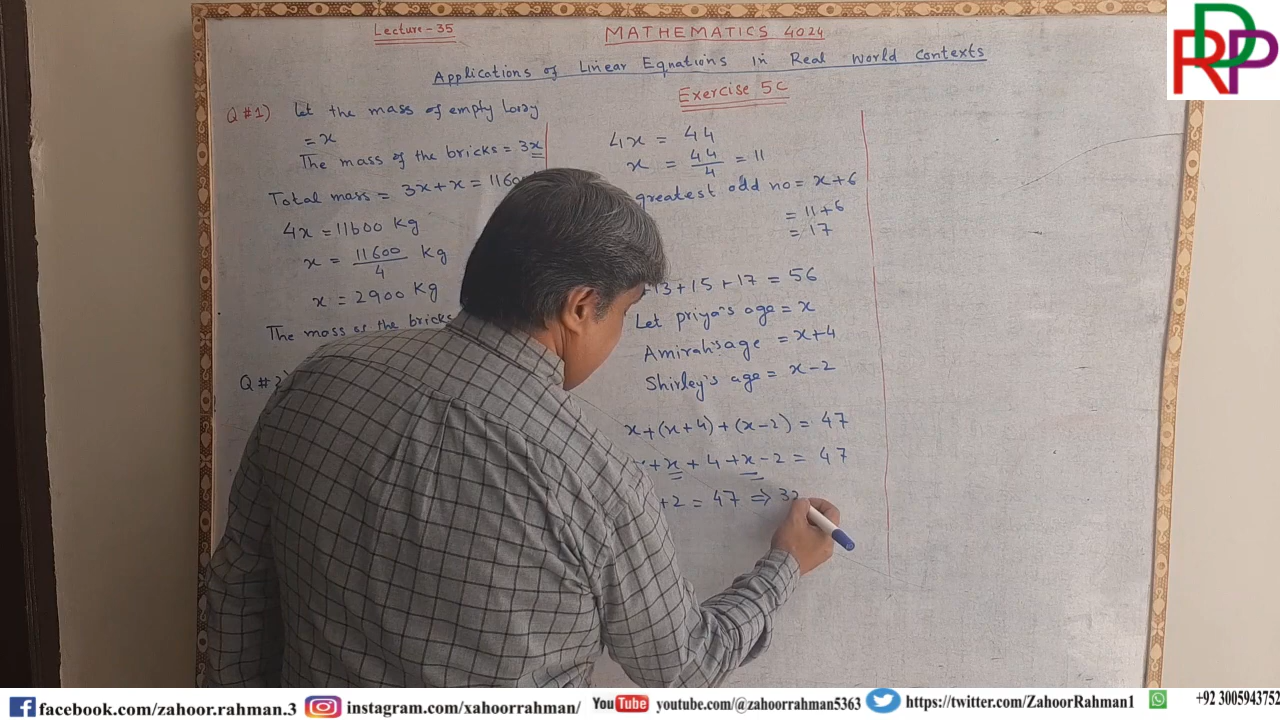 Lecture-35
MATHEMATICS 4024
RDP
Applications of Linear Equations in Real world contexts
Exercise 5C
Q#1) Let the mass of empty lorry
= x
The mass of the bricks = 3x
Total mass = 3x+x = 11600
4x = 11600 Kg
x = 11600/4 Kg
x = 2900 Kg
The mass of the bricks
Q#2)
4x = 44
x = 44/4 = 11
greatest odd no = x+6
= 11+6
= 17
+13+15+17 = 56
Let priya's age = x
Amirah's age = x+4
Shirley's age = x-2
x+(x+4)+(x-2) = 47
+x+4+x-2 = 47
+2 = 47 ⇒ 3
facebook.com/zahoor.rahman.3
instagram.com/xahoorrahman/
YouTube youtube.com/@zahoorrahman5363
https://twitter.com/ZahoorRahman1
+92 3005943752